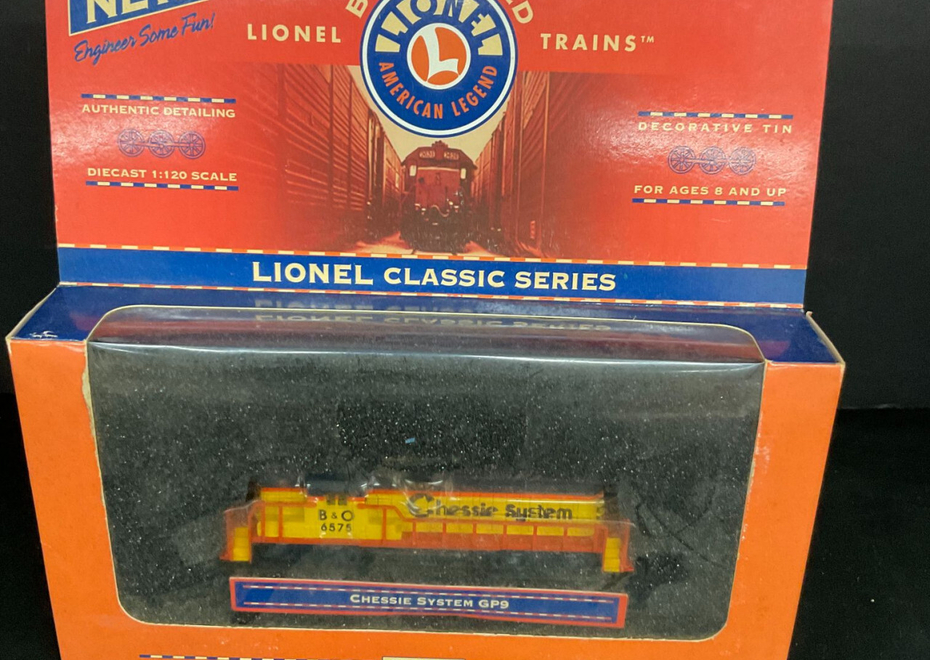 Engineer Some Fun!
LIONEL
TRAINS™
LIONEL
L
AMERICAN LEGEND
AUTHENTIC DETAILING
DIECAST 1:120 SCALE
DECORATIVE TIN
FOR AGES 8 AND UP
LIONEL CLASSIC SERIES
B & O
6575
Chessie System
CHESSIE SYSTEM GP9